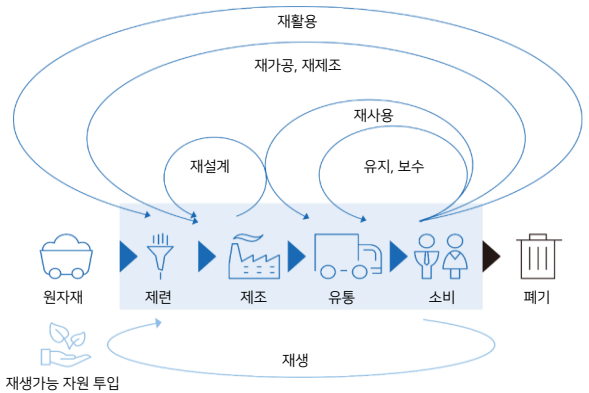 재활용
재가공, 재제조
재사용
재설계
유지, 보수
원자재
제련
제조
유통
소비
폐기
재생
재생가능 자원 투입